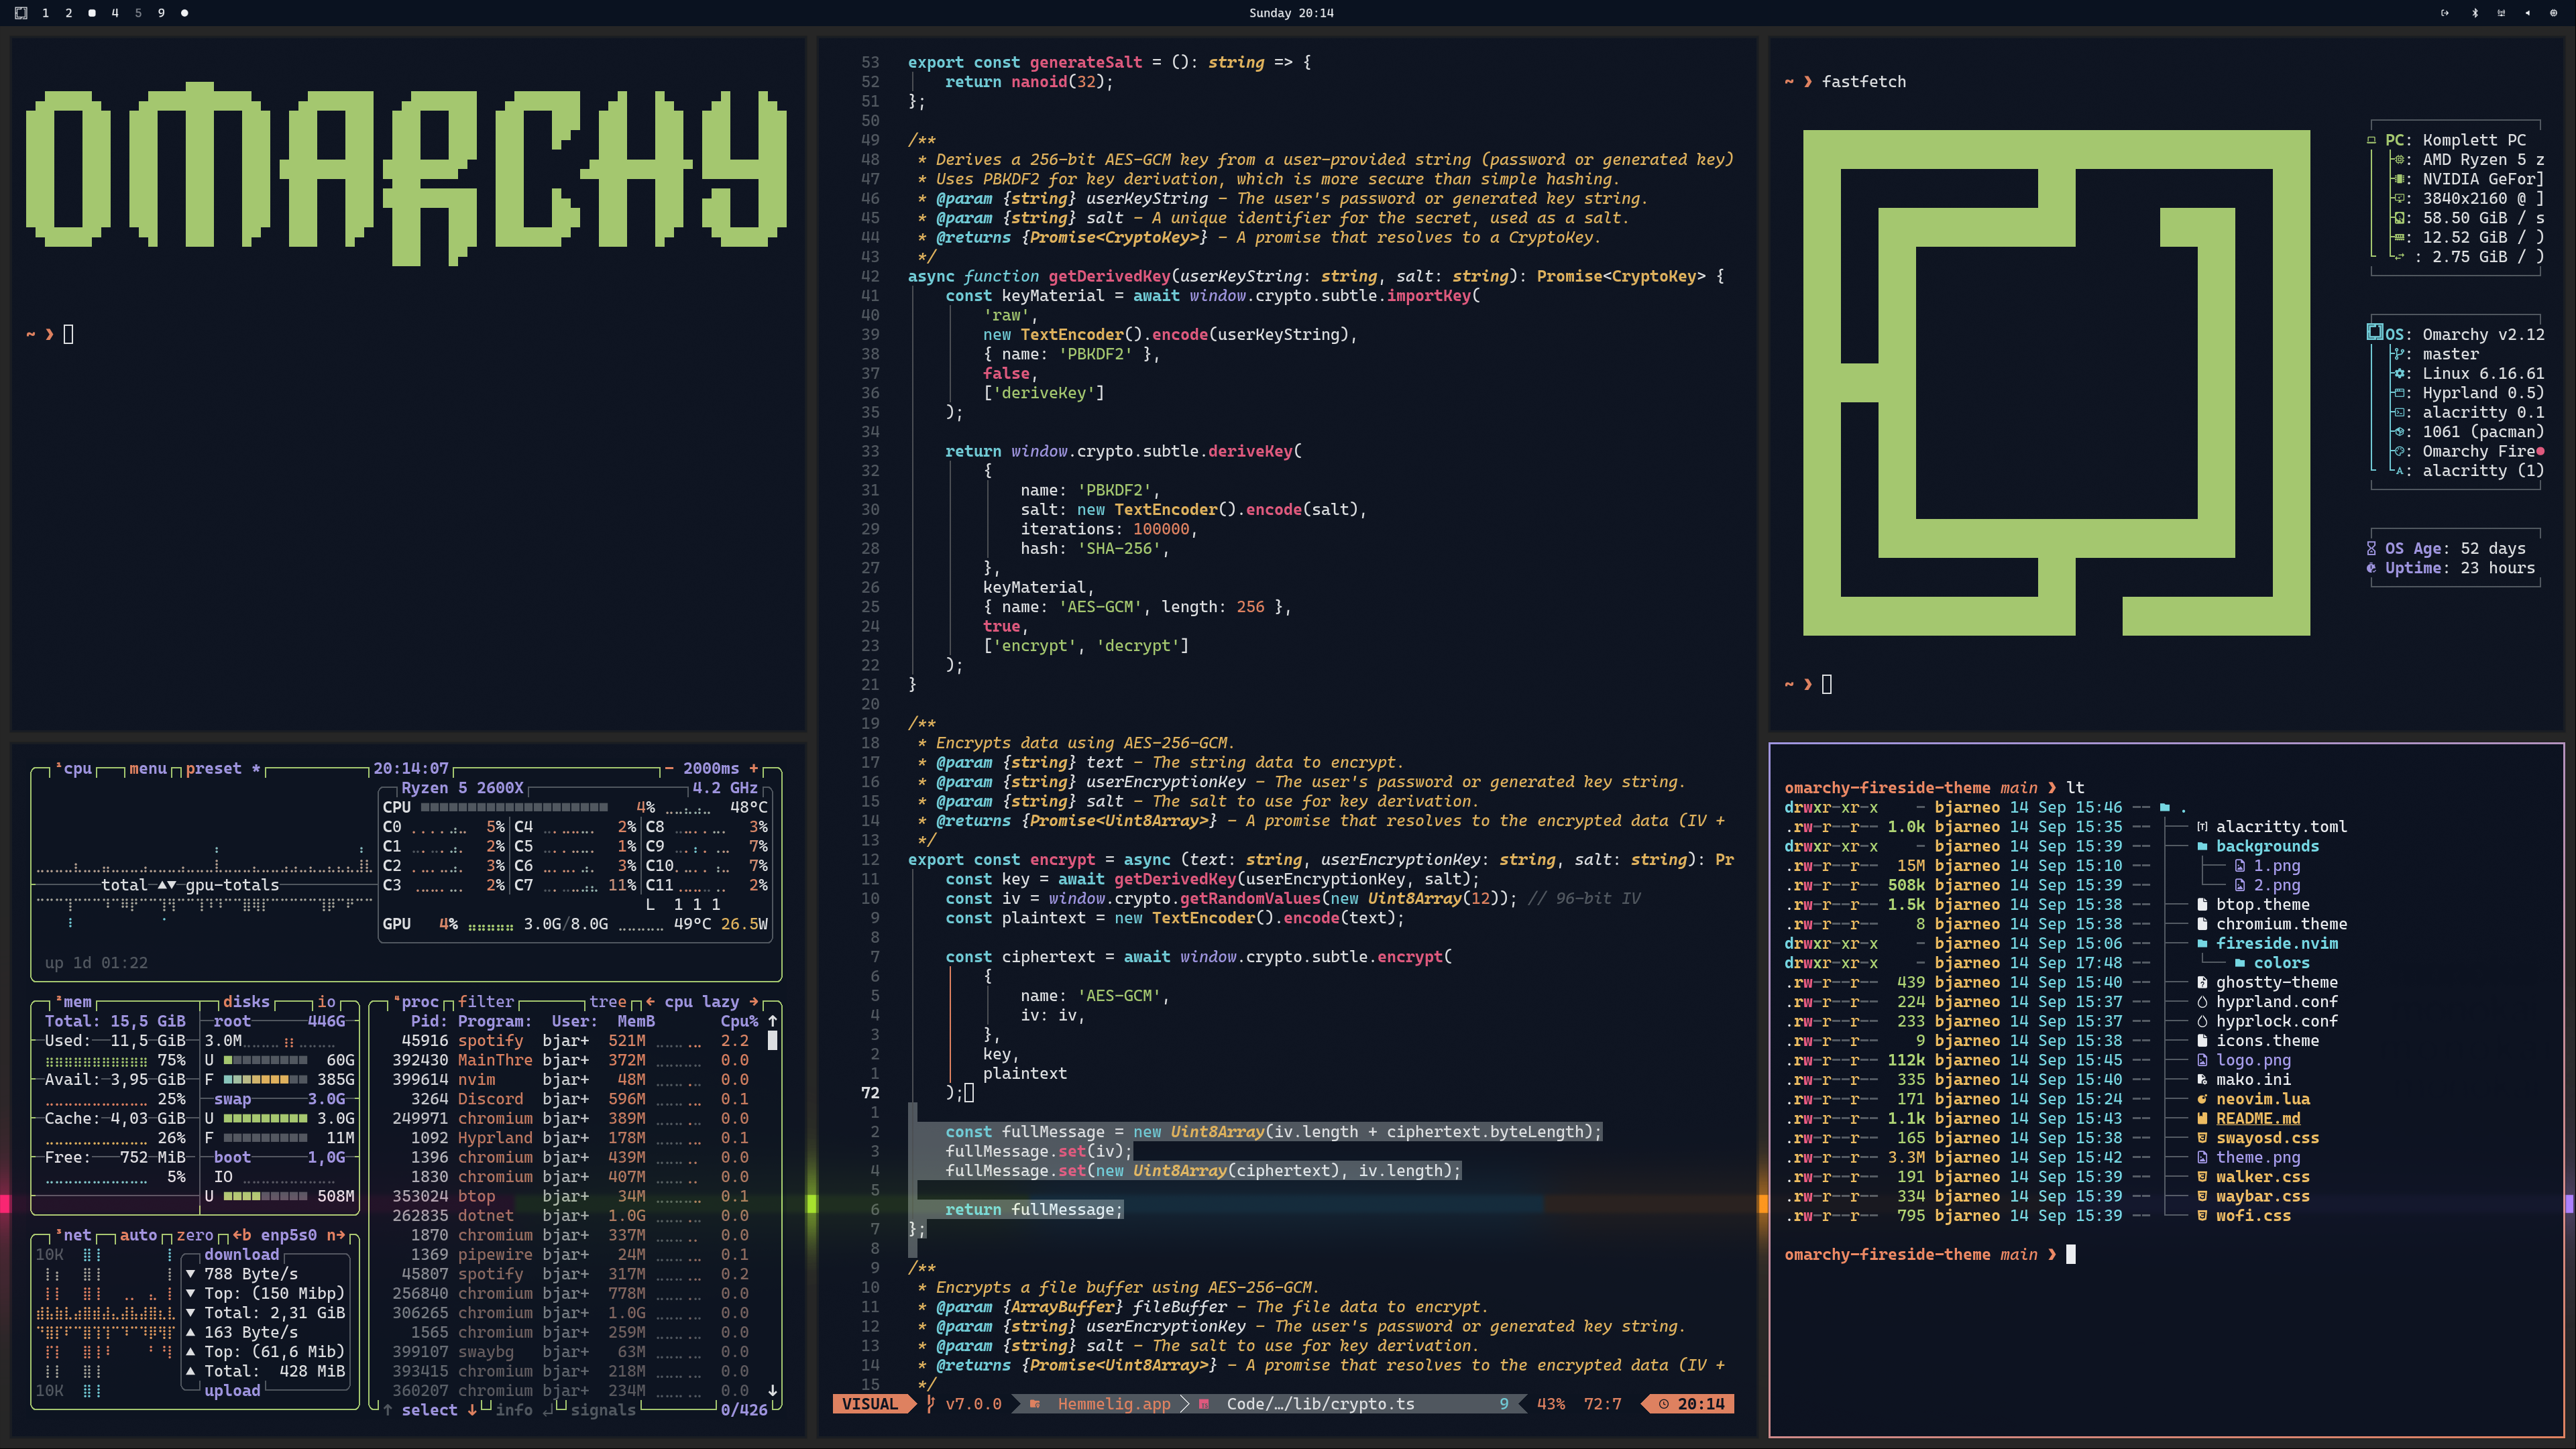 1 2 4 5 9
Sunday 20:14
OMARCHY
~ ❯
¹cpu menu preset * 20:14:07 - 2000ms +
Ryzen 5 2600X 4.2 GHz
CPU 4% 48°C
C0 5% C4 2% C8 3%
C1 2% C5 1% C9 7%
C2 3% C6 3% C10 7%
C3 2% C7 11% C11 2%
total ▲▼ gpu-totals
L 1 1 1
GPU 4% 3.0G/8.0G 49°C 26.5W
up 1d 01:22
²mem disks io
Total: 15,5 GiB root 446G
Used: 11,5 GiB 3.0M
75% U 60G
Avail: 3,95 GiB F 385G
25% swap 3.0G
Cache: 4,03 GiB U 3.0G
26% F 11M
Free: 752 MiB boot 1,0G
5% IO
U 508M
³net auto zero ←b enp5s0 n→
10K download
▼ 788 Byte/s
▼ Top: (150 Mibp)
▼ Total: 2,31 GiB
▲ 163 Byte/s
▲ Top: (61,6 Mib)
▲ Total: 428 MiB
10K upload
⁴proc filter tree ← cpu lazy →
Pid: Program: User: MemB Cpu% ↑
45916 spotify bjar+ 521M 2.2
392430 MainThre bjar+ 372M 0.0
399614 nvim bjar+ 48M 0.0
3264 Discord bjar+ 596M 0.1
249971 chromium bjar+ 389M 0.0
1092 Hyprland bjar+ 178M 0.1
1396 chromium bjar+ 439M 0.0
1830 chromium bjar+ 407M 0.0
353024 btop bjar+ 34M 0.1
262835 dotnet bjar+ 1.0G 0.0
1870 chromium bjar+ 337M 0.0
1369 pipewire bjar+ 24M 0.1
45807 spotify bjar+ 317M 0.2
256840 chromium bjar+ 778M 0.0
306265 chromium bjar+ 1.0G 0.0
1565 chromium bjar+ 259M 0.0
399107 swaybg bjar+ 63M 0.0
393415 chromium bjar+ 218M 0.0
360207 chromium bjar+ 234M 0.0 ↓
↑ select ↓ info ↵ signals 0/426
53 export const generateSalt = (): string => {
52 return nanoid(32);
51 };
50
49 /**
48 * Derives a 256-bit AES-GCM key from a user-provided string (password or generated key)
47 * Uses PBKDF2 for key derivation, which is more secure than simple hashing.
46 * @param {string} userKeyString - The user's password or generated key string.
45 * @param {string} salt - A unique identifier for the secret, used as a salt.
44 * @returns {Promise<CryptoKey>} - A promise that resolves to a CryptoKey.
43 */
42 async function getDerivedKey(userKeyString: string, salt: string): Promise<CryptoKey> {
41 const keyMaterial = await window.crypto.subtle.importKey(
40 'raw',
39 new TextEncoder().encode(userKeyString),
38 { name: 'PBKDF2' },
37 false,
36 ['deriveKey']
35 );
34
33 return window.crypto.subtle.deriveKey(
32 {
31 name: 'PBKDF2',
30 salt: new TextEncoder().encode(salt),
29 iterations: 100000,
28 hash: 'SHA-256',
27 },
26 keyMaterial,
25 { name: 'AES-GCM', length: 256 },
24 true,
23 ['encrypt', 'decrypt']
22 );
21 }
20
19 /**
18 * Encrypts data using AES-256-GCM.
17 * @param {string} text - The string data to encrypt.
16 * @param {string} userEncryptionKey - The user's password or generated key string.
15 * @param {string} salt - The salt to use for key derivation.
14 * @returns {Promise<Uint8Array>} - A promise that resolves to the encrypted data (IV +
13 */
12 export const encrypt = async (text: string, userEncryptionKey: string, salt: string): Pr
11 const key = await getDerivedKey(userEncryptionKey, salt);
10 const iv = window.crypto.getRandomValues(new Uint8Array(12)); // 96-bit IV
9 const plaintext = new TextEncoder().encode(text);
8
7 const ciphertext = await window.crypto.subtle.encrypt(
6 {
5 name: 'AES-GCM',
4 iv: iv,
3 },
2 key,
1 plaintext
72 );
1
2 const fullMessage = new Uint8Array(iv.length + ciphertext.byteLength);
3 fullMessage.set(iv);
4 fullMessage.set(new Uint8Array(ciphertext), iv.length);
5
6 return fullMessage;
7 };
8
9 /**
10 * Encrypts a file buffer using AES-256-GCM.
11 * @param {ArrayBuffer} fileBuffer - The file data to encrypt.
12 * @param {string} userEncryptionKey - The user's password or generated key string.
13 * @param {string} salt - The salt to use for key derivation.
14 * @returns {Promise<Uint8Array>} - A promise that resolves to the encrypted data (IV +
15 */
VISUAL v7.0.0 Hemmelig.app Code/…/lib/crypto.ts 9 43% 72:7 20:14
~ ❯ fastfetch
PC: Komplett PC
: AMD Ryzen 5 z
: NVIDIA GeFor]
: 3840x2160 @ ]
: 58.50 GiB / s
: 12.52 GiB / )
: 2.75 GiB / )
OS: Omarchy v2.12
: master
: Linux 6.16.61
: Hyprland 0.5)
: alacritty 0.1
: 1061 (pacman)
: Omarchy Fire
: alacritty (1)
OS Age: 52 days
Uptime: 23 hours
~ ❯
omarchy-fireside-theme main ❯ lt
drwxr-xr-x - bjarneo 14 Sep 15:46 -- .
.rw-r--r-- 1.0k bjarneo 14 Sep 15:35 -- alacritty.toml
drwxr-xr-x - bjarneo 14 Sep 15:39 -- backgrounds
.rw-r--r-- 15M bjarneo 14 Sep 15:10 -- 1.png
.rw-r--r-- 508k bjarneo 14 Sep 15:39 -- 2.png
.rw-r--r-- 1.5k bjarneo 14 Sep 15:38 -- btop.theme
.rw-r--r-- 8 bjarneo 14 Sep 15:38 -- chromium.theme
drwxr-xr-x - bjarneo 14 Sep 15:06 -- fireside.nvim
drwxr-xr-x - bjarneo 14 Sep 17:48 -- colors
.rw-r--r-- 439 bjarneo 14 Sep 15:40 -- ghostty-theme
.rw-r--r-- 224 bjarneo 14 Sep 15:37 -- hyprland.conf
.rw-r--r-- 233 bjarneo 14 Sep 15:37 -- hyprlock.conf
.rw-r--r-- 9 bjarneo 14 Sep 15:38 -- icons.theme
.rw-r--r-- 112k bjarneo 14 Sep 15:45 -- logo.png
.rw-r--r-- 335 bjarneo 14 Sep 15:40 -- mako.ini
.rw-r--r-- 171 bjarneo 14 Sep 15:24 -- neovim.lua
.rw-r--r-- 1.1k bjarneo 14 Sep 15:43 -- README.md
.rw-r--r-- 165 bjarneo 14 Sep 15:38 -- swayosd.css
.rw-r--r-- 3.3M bjarneo 14 Sep 15:42 -- theme.png
.rw-r--r-- 191 bjarneo 14 Sep 15:39 -- walker.css
.rw-r--r-- 334 bjarneo 14 Sep 15:39 -- waybar.css
.rw-r--r-- 795 bjarneo 14 Sep 15:39 -- wofi.css
omarchy-fireside-theme main ❯